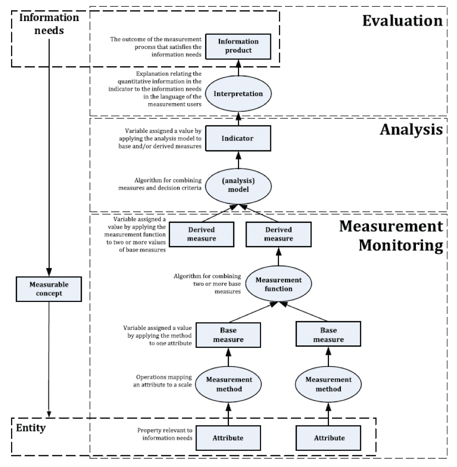 Information
needs
Evaluation
The outcome of the measurement
process that satisfies the
information needs
Information
product
Explanation relating the
quantitative information in the
indicator to the information needs
in the language of the
measurement users
Interpretation
Analysis
Variable assigned a value by
applying the analysis model to
base and/or derived measures
Indicator
Algorithm for combining
measures and decision criteria
(analysis)
model
Measurement
Monitoring
Variable assigned a
value by applying the
measurement function
to two or more values
of base measures
Derived
measure
Derived
measure
Algorithm for combining
two or more base
measures
Measurement
function
Measurable
concept
Variable assigned a value
by applying the method
to one attribute
Base
measure
Base
measure
Operations mapping
an attribute to a scale
Measurement
method
Measurement
method
Entity
Property relevant to
information needs
Attribute
Attribute